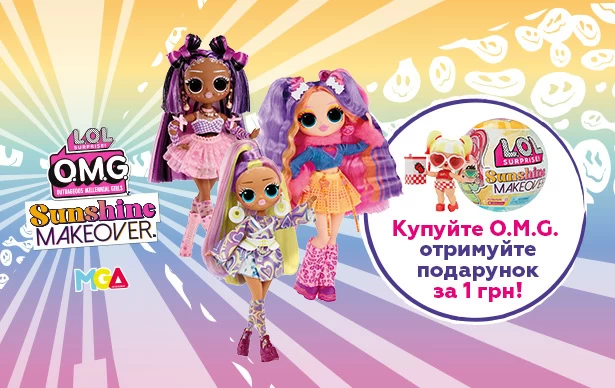 L.O.L.
SURPRISE!
O.M.G.
OUTRAGEOUS MILLENNIAL GIRLS
Sunshine
MAKEOVER.
MGA
L.O.L.
SURPRISE!
Sunshine
MAKEOVER
Купуйте O.M.G.
отримуйте
подарунок
за 1 грн!